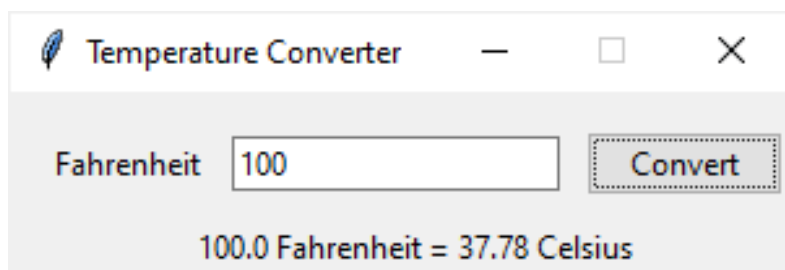 Temperature Converter
Fahrenheit 100 Convert
100.0 Fahrenheit = 37.78 Celsius